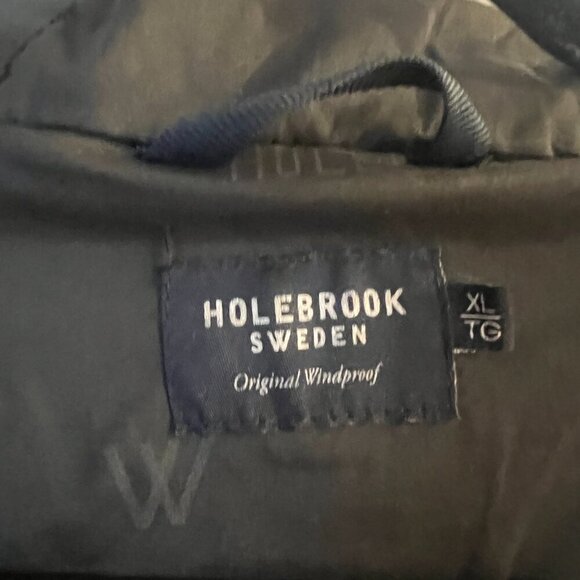 HOLEBROOK
SWEDEN
Original Windproof
XL
TG
W